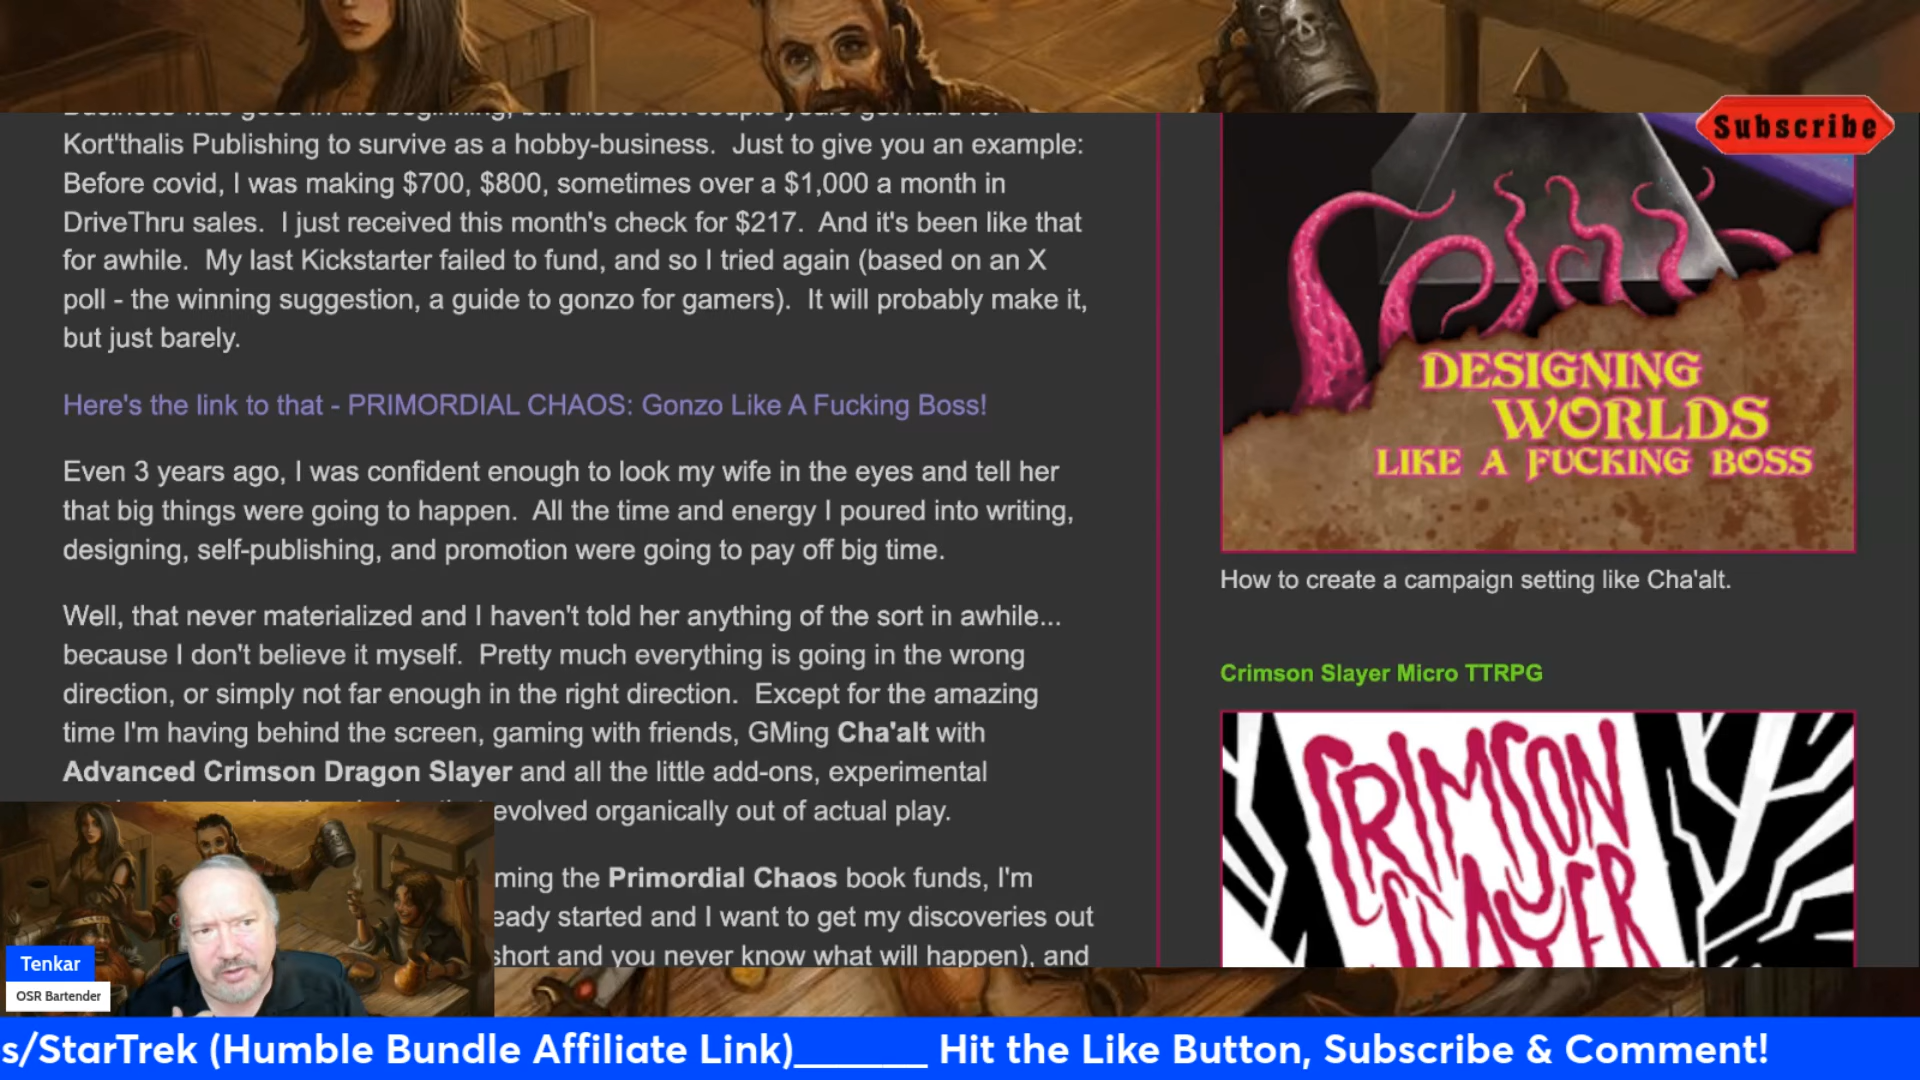 Business was good in the beginning, but these last couple years got hard for
Kort'thalis Publishing to survive as a hobby-business.  Just to give you an example:
Before covid, I was making $700, $800, sometimes over a $1,000 a month in
DriveThru sales.  I just received this month's check for $217.  And it's been like that
for awhile.  My last Kickstarter failed to fund, and so I tried again (based on an X
poll - the winning suggestion, a guide to gonzo for gamers).  It will probably make it,
but just barely.
Here's the link to that - PRIMORDIAL CHAOS: Gonzo Like A Fucking Boss!
Even 3 years ago, I was confident enough to look my wife in the eyes and tell her
that big things were going to happen.  All the time and energy I poured into writing,
designing, self-publishing, and promotion were going to pay off big time.
Well, that never materialized and I haven't told her anything of the sort in awhile...
because I don't believe it myself.  Pretty much everything is going in the wrong
direction, or simply not far enough in the right direction.  Except for the amazing
time I'm having behind the screen, gaming with friends, GMing Cha'alt with
Advanced Crimson Dragon Slayer and all the little add-ons, experimental
evolved organically out of actual play.
ming the Primordial Chaos book funds, I'm
eady started and I want to get my discoveries out
short and you never know what will happen), and
Subscribe
DESIGNING
WORLDS
LIKE A FUCKING BOSS
How to create a campaign setting like Cha'alt.
Crimson Slayer Micro TTRPG
CRIMSON
SLAYER
Tenkar
OSR Bartender
s/StarTrek (Humble Bundle Affiliate Link)______ Hit the Like Button, Subscribe & Comment!